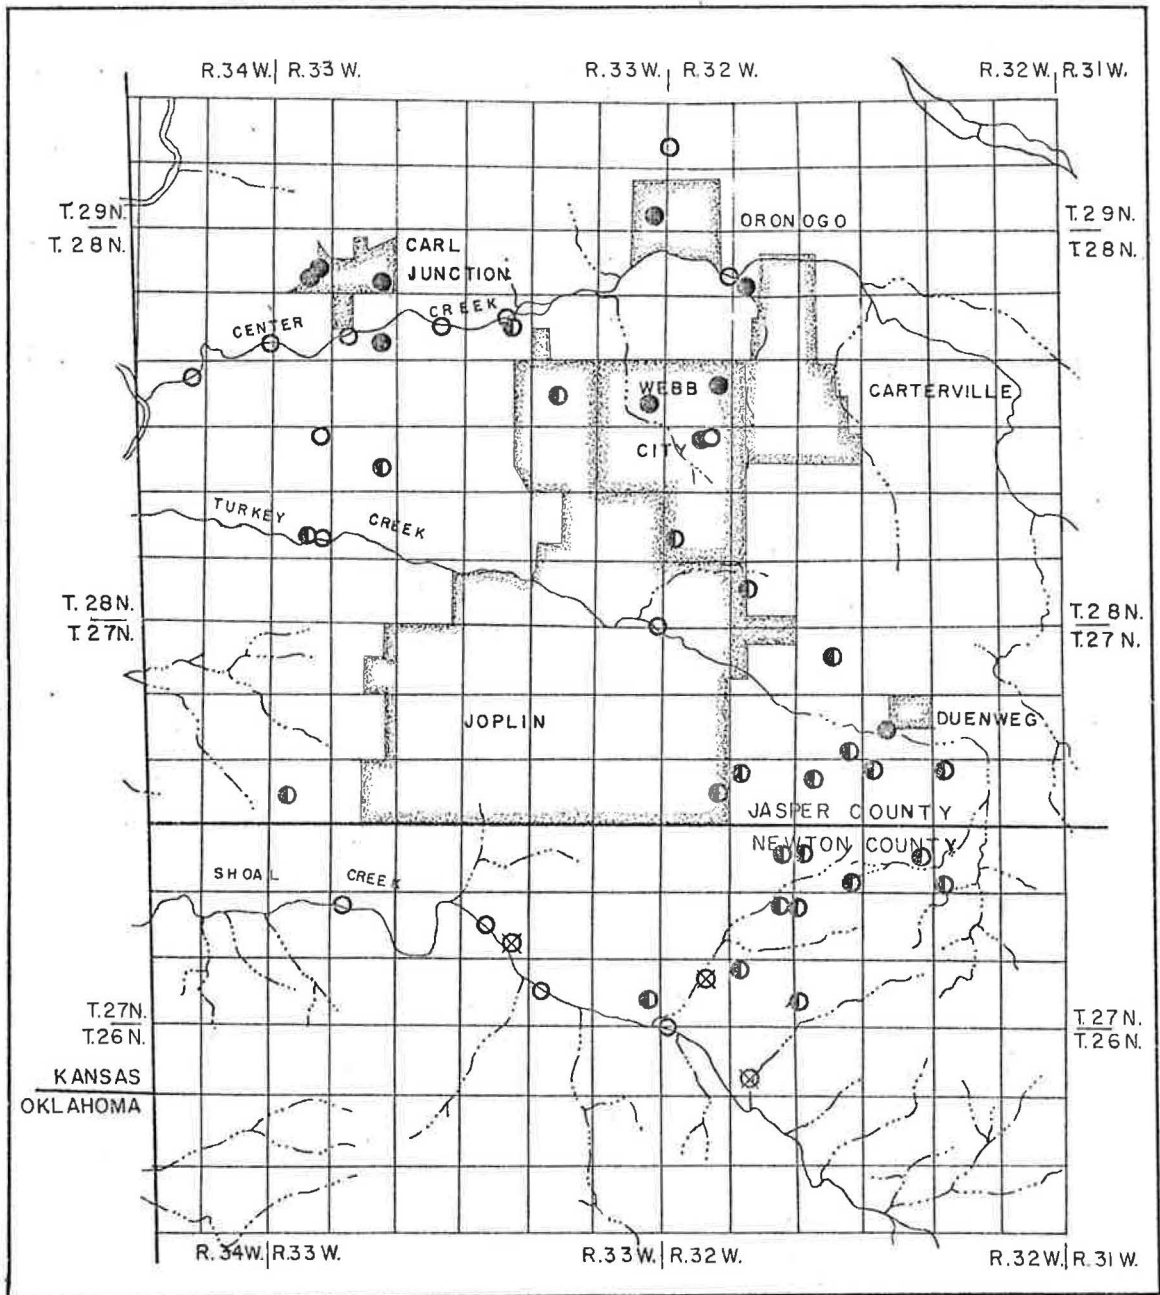 R.34W. R.33W.
R.33W. R.32W.
R.32W. R.31W.
T.29N.
T.28N.
T.29N.
T.28N.
ORONOGO
CARL
JUNCTION
CENTER
CREEK
WEBB
CITY
CARTERVILLE
TURKEY
CREEK
T.28N.
T.27N.
T.28N.
T.27N.
JOPLIN
DUENWEG
JASPER COUNTY
NEWTON COUNTY
SHOAL
CREEK
T.27N.
T.26N.
T.27N.
T.26N.
KANSAS
OKLAHOMA
R.34W. R.33W.
R.33W. R.32W.
R.32W. R.31W.